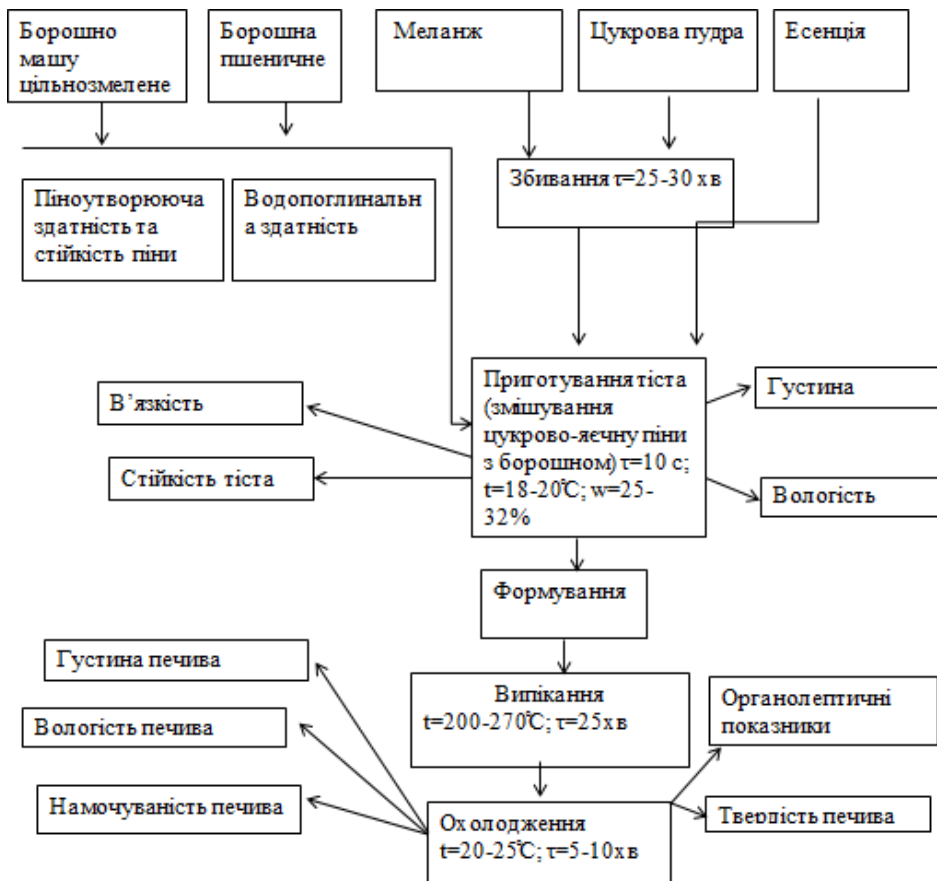 Борошно
машу
цільнозмелене
Борошна
пшеничне
Меланж
Цукрова пудра
Есенція
Збивання τ=25-30 хв
Піноутворююча
здатність та
стійкість піни
Водопоглинальн
а здатність
Приготування тіста
(змішування
цукрово-яєчну піни
з борошном) τ=10 с;
t=18-20℃; w=25-
32%
В’язкість
Густина
Стійкість тіста
Вологість
Формування
Густина печива
Випікання
t=200-270℃; τ=25хв
Органолептичні
показники
Вологість печива
Намочуваність печива
Охолодження
t=20-25℃; τ=5-10хв
Твердість печива